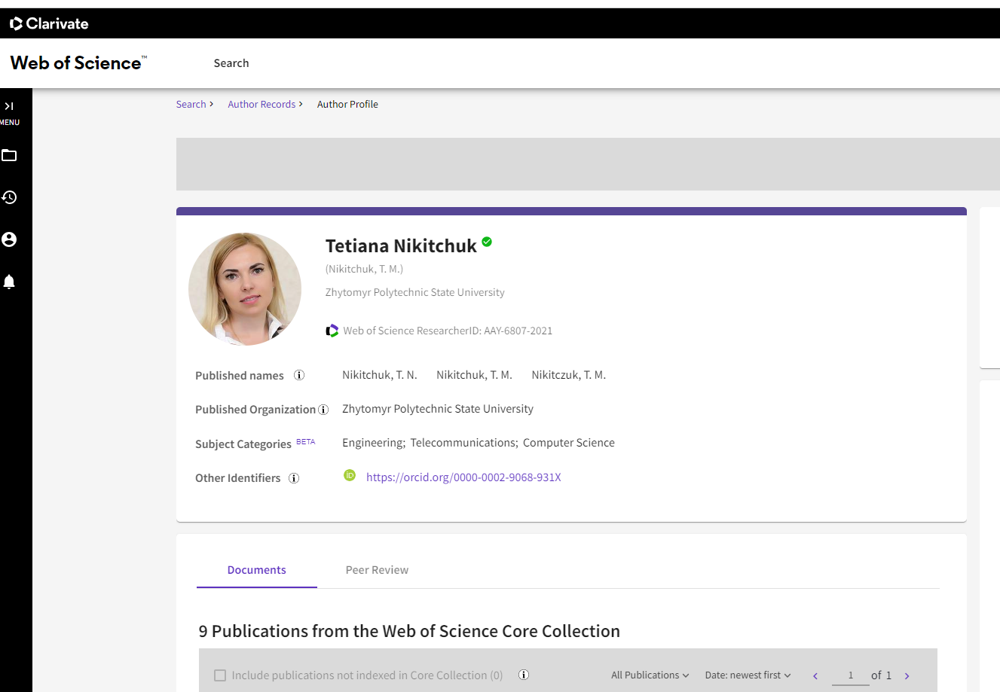 Clarivate
Web of Science™
Search
MENU
Search > Author Records > Author Profile
Tetiana Nikitchuk
(Nikitchuk, T. M.)
Zhytomyr Polytechnic State University
Web of Science ResearcherID: AAY-6807-2021
Published names Nikitchuk, T. N. Nikitchuk, T. M. Nikitczuk, T. M.
Published Organization Zhytomyr Polytechnic State University
Subject Categories BETA Engineering; Telecommunications; Computer Science
Other Identifiers iD https://orcid.org/0000-0002-9068-931X
Documents Peer Review
9 Publications from the Web of Science Core Collection
Include publications not indexed in Core Collection (0) All Publications Date: newest first < 1 of 1 >